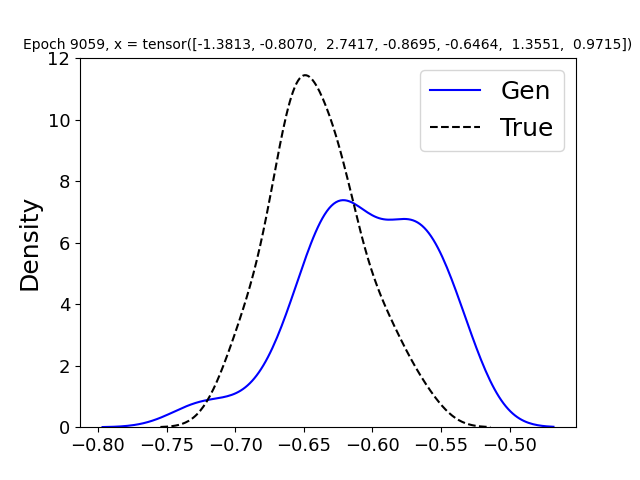 Epoch 9059, x = tensor([-1.3813, -0.8070,  2.7417, -0.8695, -0.6464,  1.3551,  0.9715])
12
10
8
6
4
2
0
Density
Gen
True
−0.80 −0.75 −0.70 −0.65 −0.60 −0.55 −0.50